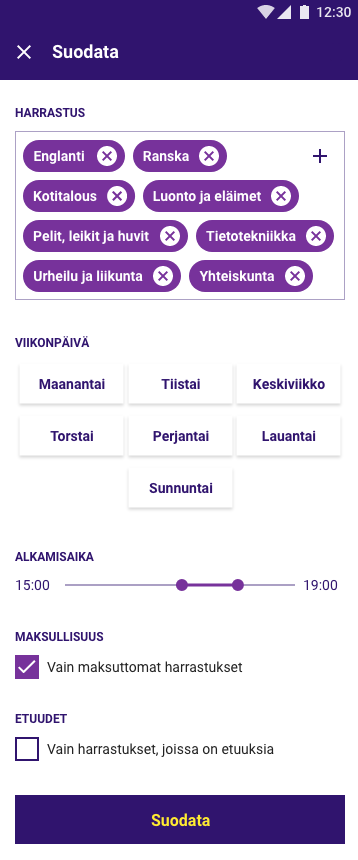 12:30
Suodata
HARRASTUS
Englanti Ranska
Kotitalous Luonto ja eläimet
Pelit, leikit ja huvit Tietotekniikka
Urheilu ja liikunta Yhteiskunta
VIIKONPÄIVÄ
Maanantai Tiistai Keskiviikko
Torstai Perjantai Lauantai
Sunnuntai
ALKAMISAIKA
15:00 19:00
MAKSULLISUUS
Vain maksuttomat harrastukset
ETUUDET
Vain harrastukset, joissa on etuuksia
Suodata